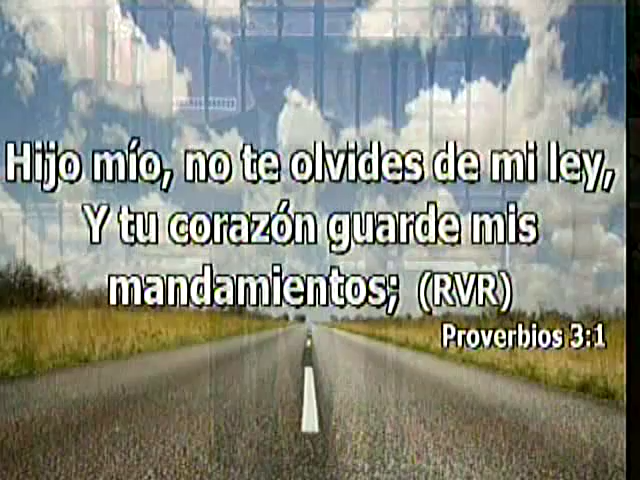 Hijo mío, no te olvides de mi ley,
Y tu corazón guarde mis
mandamientos; (RVR)
Proverbios 3:1